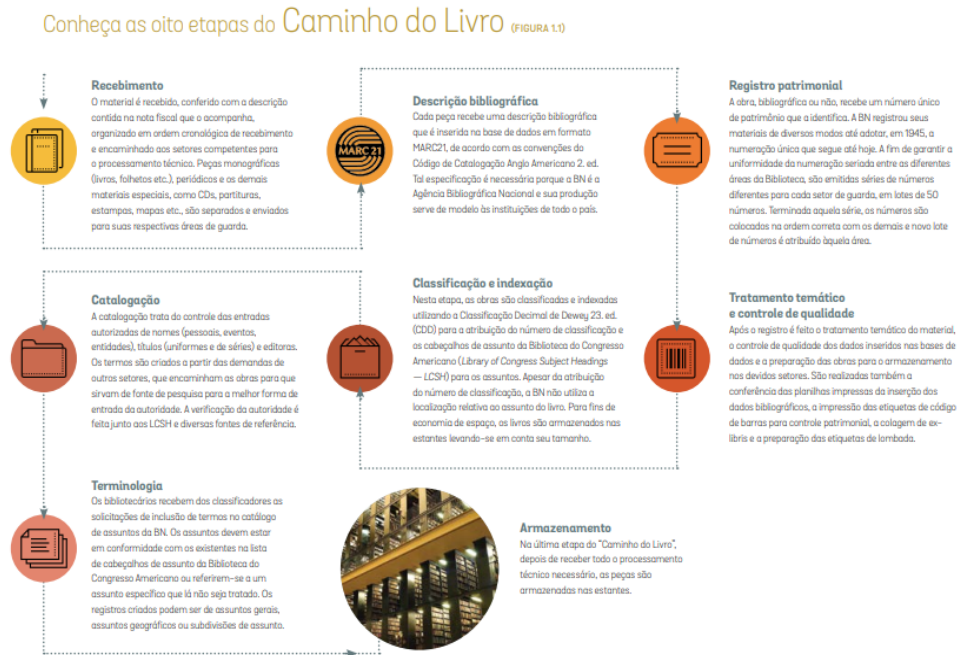 Conheça as oito etapas do Caminho do Livro (FIGURA 1.1)
Recebimento
O material é recebido, conferido com a descrição
contida na nota fiscal que o acompanha,
organizado em ordem cronológica de recebimento
e encaminhado aos setores competentes para
o processamento técnico. Peças monográficas
(livros, folhetos etc.), periódicos e os demais
materiais especiais, como CDs, partituras,
estampas, mapas etc., são separados e enviados
para suas respectivas áreas de guarda.
MARC 21
Descrição bibliográfica
Cada peça recebe uma descrição bibliográfica
que é inserida na base de dados em formato
MARC21, de acordo com as convenções do
Código de Catalogação Anglo Americano 2. ed.
Tal especificação é necessária porque a BN é a
Agência Bibliográfica Nacional e sua produção
serve de modelo às instituições de todo o país.
Registro patrimonial
A obra, bibliográfica ou não, recebe um número único
de patrimônio que a identifica. A BN registrou seus
materiais de diversos modos até adotar, em 1945, a
numeração única que segue até hoje. A fim de garantir a
uniformidade da numeração seriada entre as diferentes
áreas da Biblioteca, são emitidas séries de números
diferentes para cada setor de guarda, em lotes de 50
números. Terminada aquela série, os números são
colocados na ordem correta com os demais e novo lote
de números é atribuído àquela área.
Tratamento temático
e controle de qualidade
Após o registro é feito o tratamento temático do material,
o controle de qualidade dos dados inseridos nas bases de
dados e a preparação das obras para o armazenamento
nos devidos setores. São realizadas também a
conferência das planilhas impressas da inserção dos
dados bibliográficos, a impressão das etiquetas de código
de barras para controle patrimonial, a colagem de ex-
libris e a preparação das etiquetas de lombada.
Classificação e indexação
Nesta etapa, as obras são classificadas e indexadas
utilizando a Classificação Decimal de Dewey 23. ed.
(CDD) para a atribuição do número de classificação e
os cabeçalhos de assunto da Biblioteca do Congresso
Americano (Library of Congress Subject Headings
— LCSH) para os assuntos. Apesar da atribuição
do número de classificação, a BN não utiliza a
localização relativa ao assunto do livro. Para fins de
economia de espaço, os livros são armazenados nas
estantes levando-se em conta seu tamanho.
Catalogação
A catalogação trata do controle das entradas
autorizadas de nomes (pessoais, eventos,
entidades), títulos (uniformes e de séries) e editoras.
Os termos são criados a partir das demandas de
outros setores, que encaminham as obras para que
sirvam de fonte de pesquisa para a melhor forma de
entrada da autoridade. A verificação da autoridade é
feita junto aos LCSH e diversas fontes de referência.
Terminologia
Os bibliotecários recebem dos classificadores as
solicitações de inclusão de termos no catálogo
de assuntos da BN. Os assuntos devem estar
em conformidade com os existentes na lista
de cabeçalhos de assunto da Biblioteca do
Congresso Americano ou referirem-se a um
assunto específico que lá não seja tratado. Os
registros criados podem ser de assuntos gerais,
assuntos geográficos ou subdivisões de assunto.
Armazenamento
Na última etapa do "Caminho do Livro",
depois de receber todo o processamento
técnico necessário, as peças são
armazenadas nas estantes.